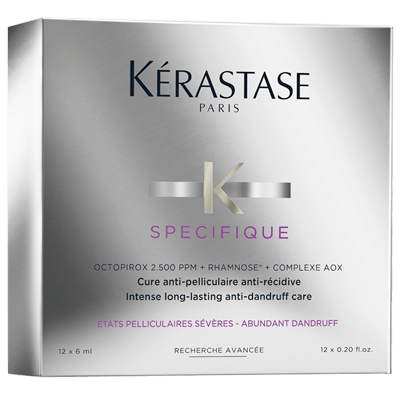 KÉRASTASE
PARIS
K
SPECIFIQUE
OCTOPIROX 2.500 PPM + RHAMNOSE® + COMPLEXE AOX
Cure anti-pelliculaire anti-récidive
Intense long-lasting anti-dandruff care
ETATS PELLICULAIRES SÉVÈRES - ABUNDANT DANDRUFF
12 x 6 ml
RECHERCHE AVANCÉE
12 x 0.20 fl.oz.